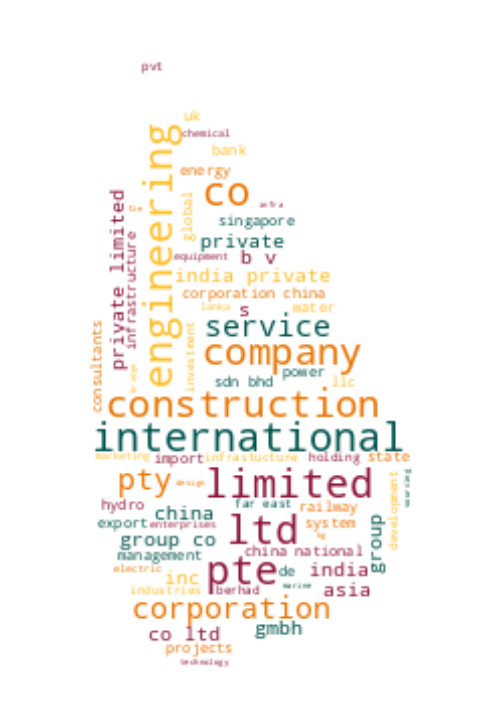 pvt
uk
chemical
bank
energy
engineering
co
infra
private limited
global
singapore
infrastructure
private
equipment
b v
india private
corporation china
lanka
s
water
service
consultants
investment
company
power
sdn bhd
llc
bridge
construction
international
marketing
import
infrastucture
holding
state
pty
design
limited
development
hydro
far east
railway
china
export
enterprises
ltd
system
group
group co
management
china national
electric
inc
pte
de
india
industries
berhad
marine
asia
corporation
co ltd
gmbh
projects
technology